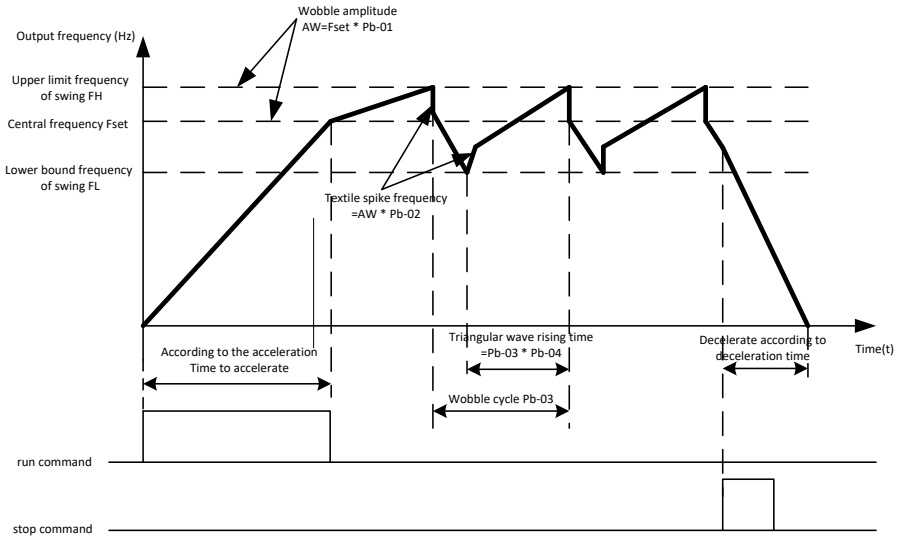 Wobble amplitude
AW=Fset * Pb-01
Output frequency (Hz)
Upper limit frequency
of swing FH
Central frequency Fset
Lower bound frequency
of swing FL
Textile spike frequency
=AW * Pb-02
Triangular wave rising time
=Pb-03 * Pb-04
Decelerate according to
deceleration time
Time(t)
According to the acceleration
Time to accelerate
Wobble cycle Pb-03
run command
stop command